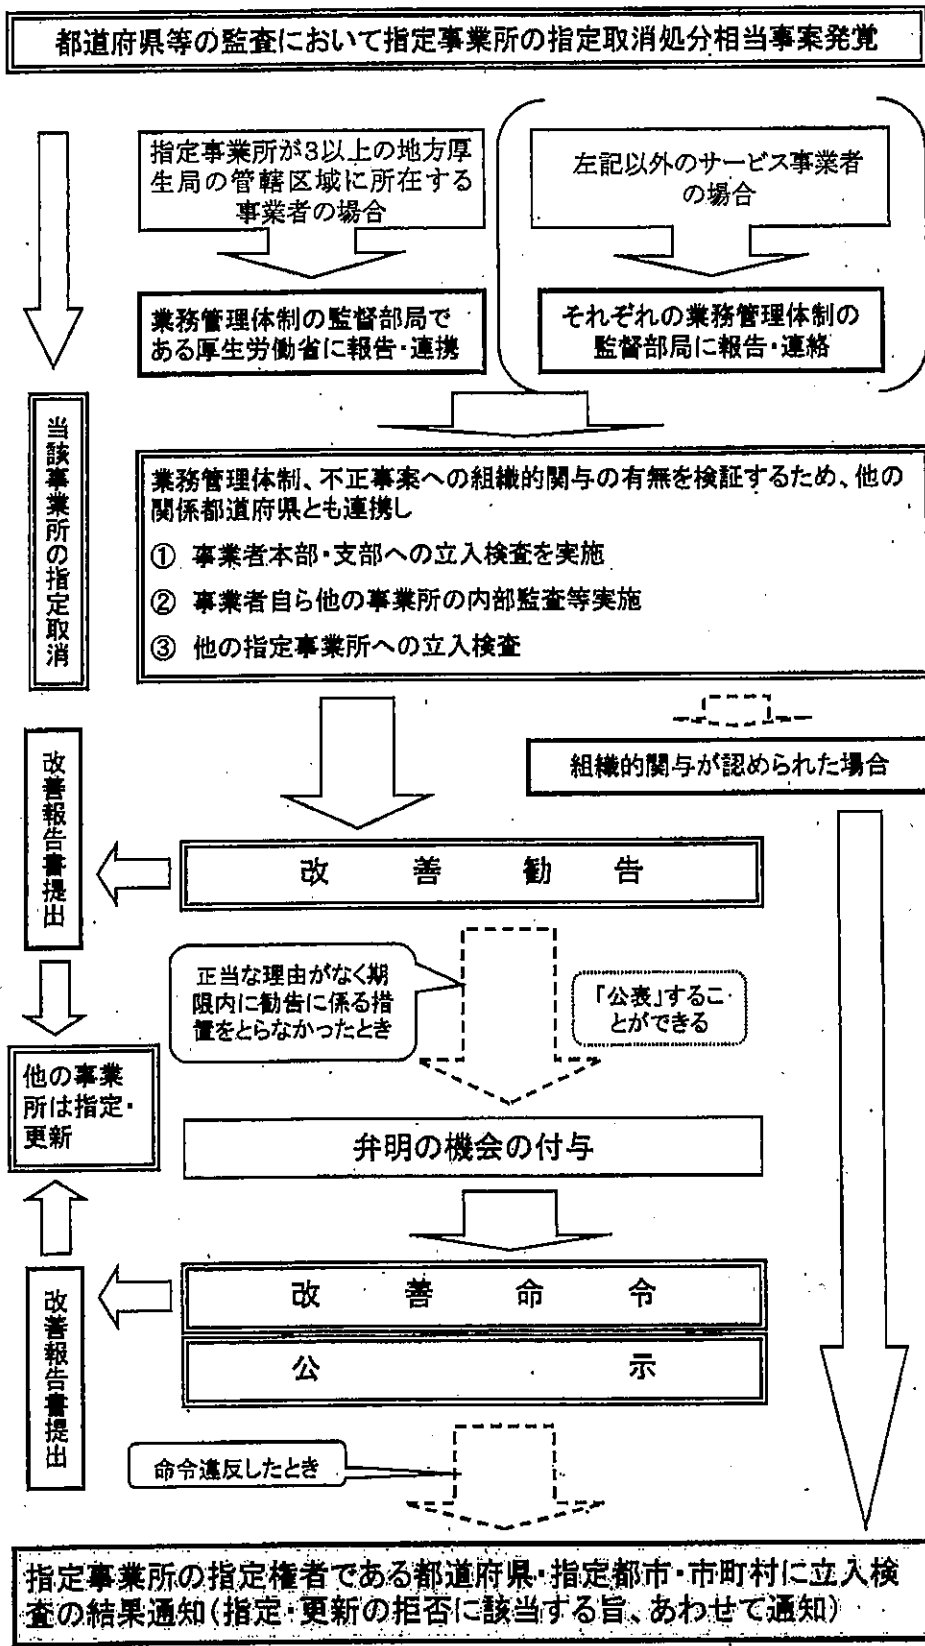 都道府県等の監査において指定事業所の指定取消処分相当事案発覚
指定事業所が3以上の地方厚
生局の管轄区域に所在する
事業者の場合
左記以外のサービス事業者
の場合
業務管理体制の監督部局で
ある厚生労働省に報告・連携
それぞれの業務管理体制の
監督部局に報告・連絡
当該事業所の指定取消
業務管理体制、不正事案への組織的関与の有無を検証するため、他の
関係都道府県とも連携し
① 事業者本部・支部への立入検査を実施
② 事業者自ら他の事業所の内部監査等実施
③ 他の指定事業所への立入検査
組織的関与が認められた場合
改善報告書提出
改善勧告
正当な理由がなく期
限内に勧告に係る措
置をとらなかったとき
「公表」するこ
とができる
他の事業
所は指定・
更新
弁明の機会の付与
改善命令
公示
改善報告書提出
命令違反したとき
指定事業所の指定権者である都道府県・指定都市・市町村に立入検
査の結果通知(指定・更新の拒否に該当する旨、あわせて通知)